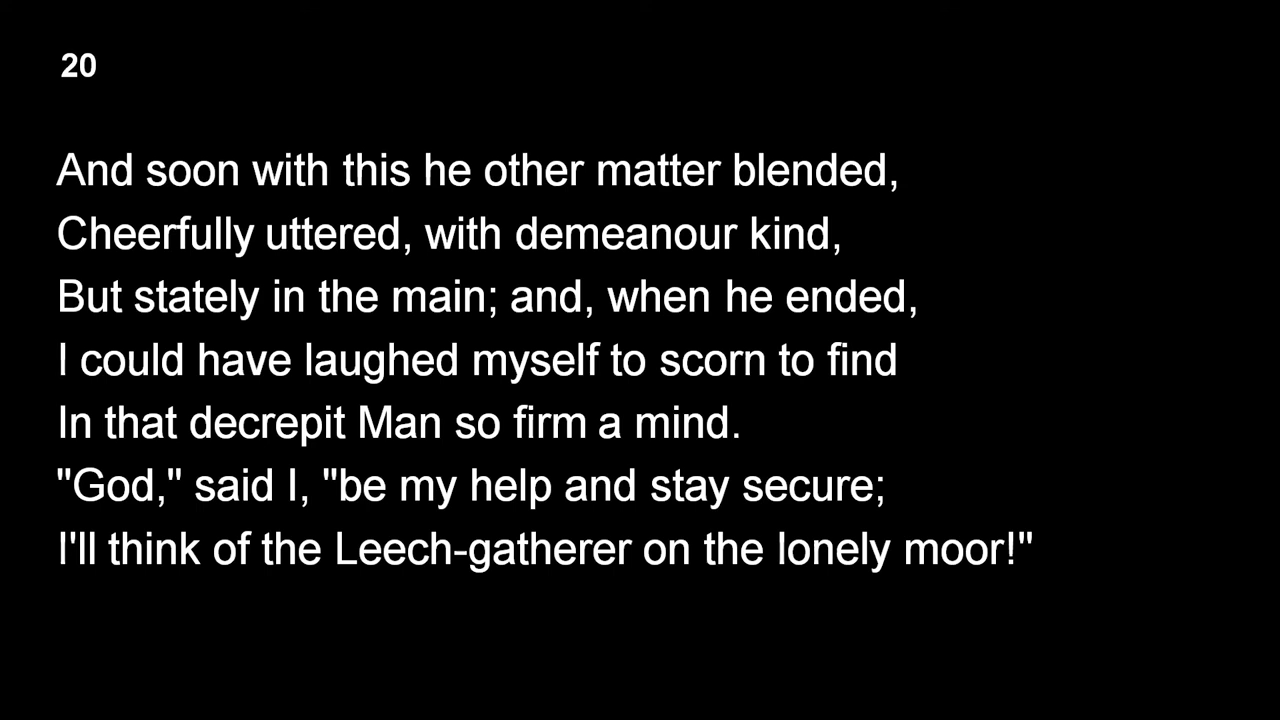 20
And soon with this he other matter blended,
Cheerfully uttered, with demeanour kind,
But stately in the main; and, when he ended,
I could have laughed myself to scorn to find
In that decrepit Man so firm a mind.
"God," said I, "be my help and stay secure;
I'll think of the Leech-gatherer on the lonely moor!"